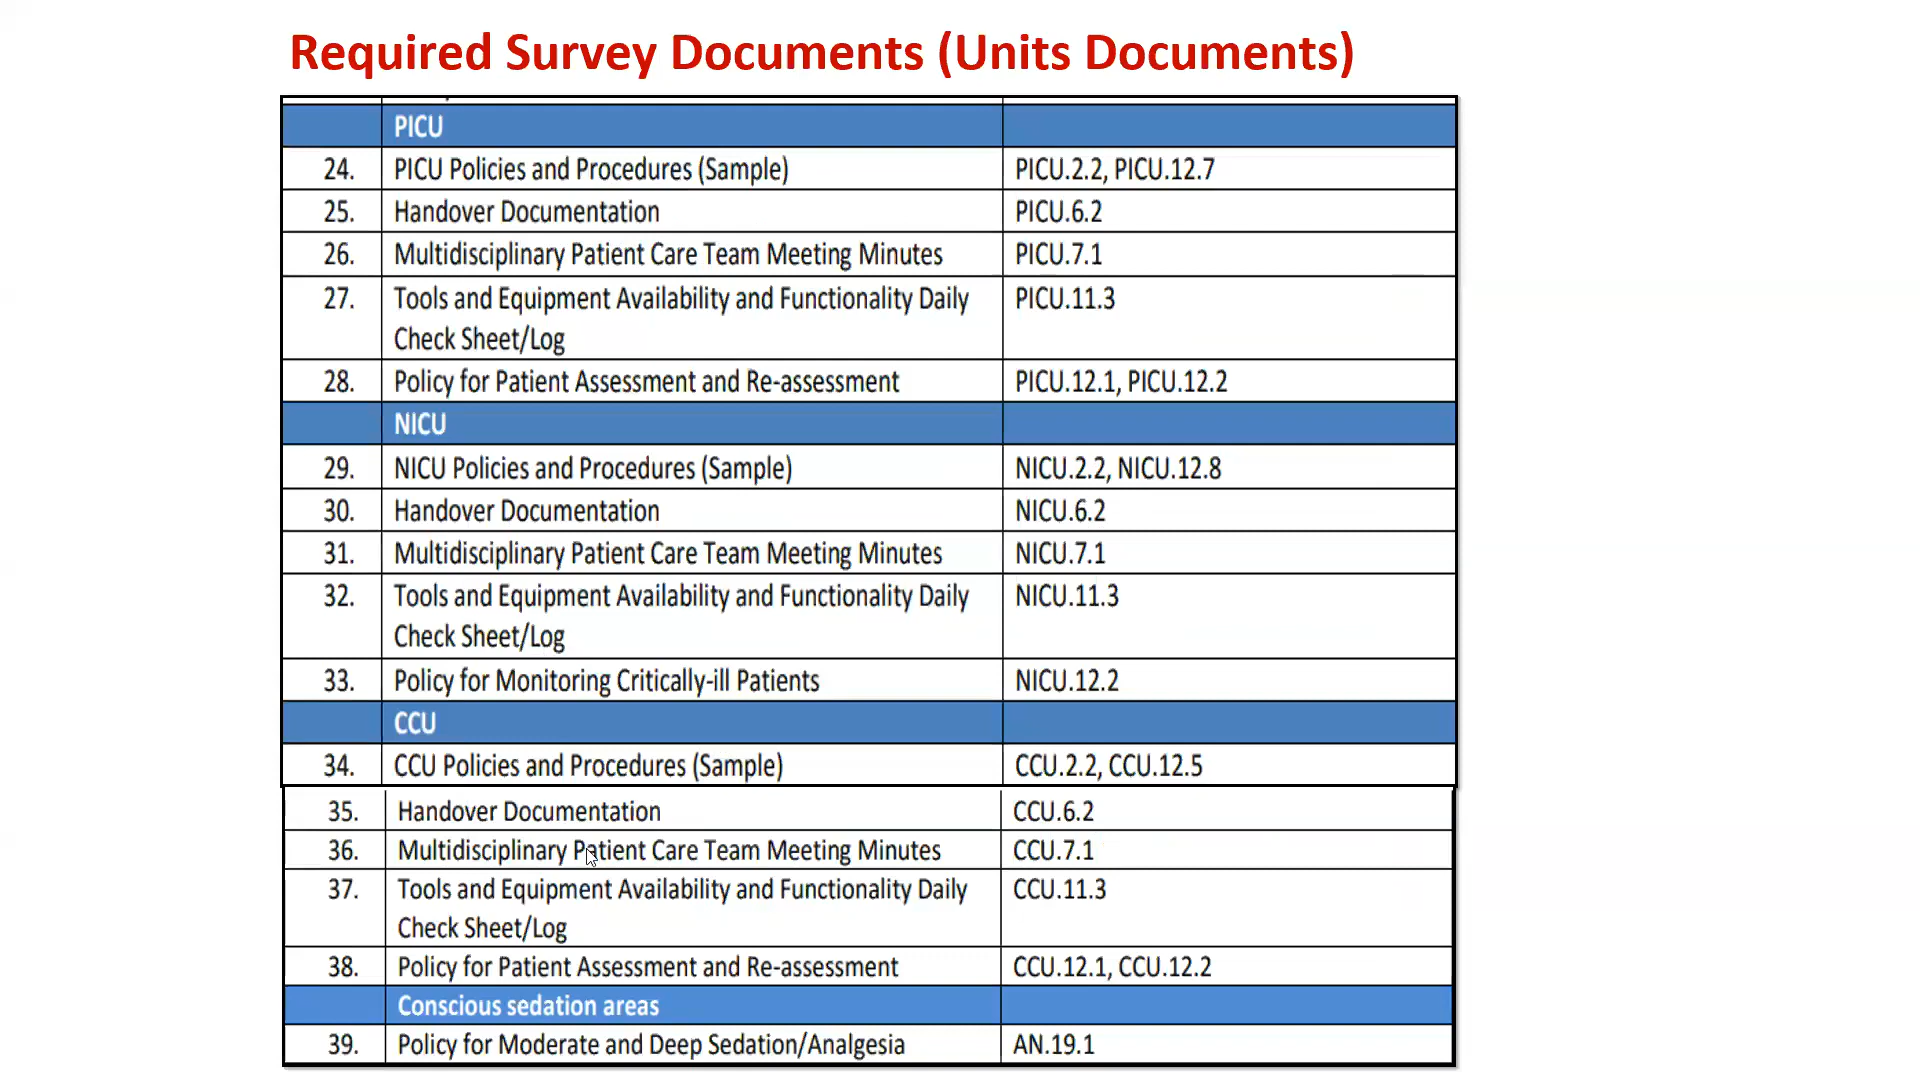 Required Survey Documents (Units Documents)
PICU
24. PICU Policies and Procedures (Sample) PICU.2.2, PICU.12.7
25. Handover Documentation PICU.6.2
26. Multidisciplinary Patient Care Team Meeting Minutes PICU.7.1
27. Tools and Equipment Availability and Functionality Daily PICU.11.3
Check Sheet/Log
28. Policy for Patient Assessment and Re-assessment PICU.12.1, PICU.12.2
NICU
29. NICU Policies and Procedures (Sample) NICU.2.2, NICU.12.8
30. Handover Documentation NICU.6.2
31. Multidisciplinary Patient Care Team Meeting Minutes NICU.7.1
32. Tools and Equipment Availability and Functionality Daily NICU.11.3
Check Sheet/Log
33. Policy for Monitoring Critically-ill Patients NICU.12.2
CCU
34. CCU Policies and Procedures (Sample) CCU.2.2, CCU.12.5
35. Handover Documentation CCU.6.2
36. Multidisciplinary Patient Care Team Meeting Minutes CCU.7.1
37. Tools and Equipment Availability and Functionality Daily CCU.11.3
Check Sheet/Log
38. Policy for Patient Assessment and Re-assessment CCU.12.1, CCU.12.2
Conscious sedation areas
39. Policy for Moderate and Deep Sedation/Analgesia AN.19.1